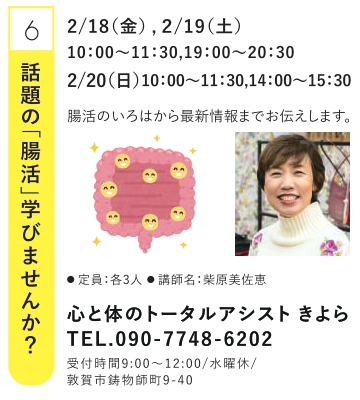 6
話題の「腸活」学びませんか?
2/18(金) , 2/19(土)
10:00～11:30,19:00～20:30
2/20(日)10:00～11:30,14:00～15:30
腸活のいろはから最新情報までお伝えします。
●定員:各3人 ●講師名:柴原美佐恵
心と体のトータルアシスト きよら
TEL.090-7748-6202
受付時間9:00～12:00/水曜休/
敦賀市鋳物師町9-40